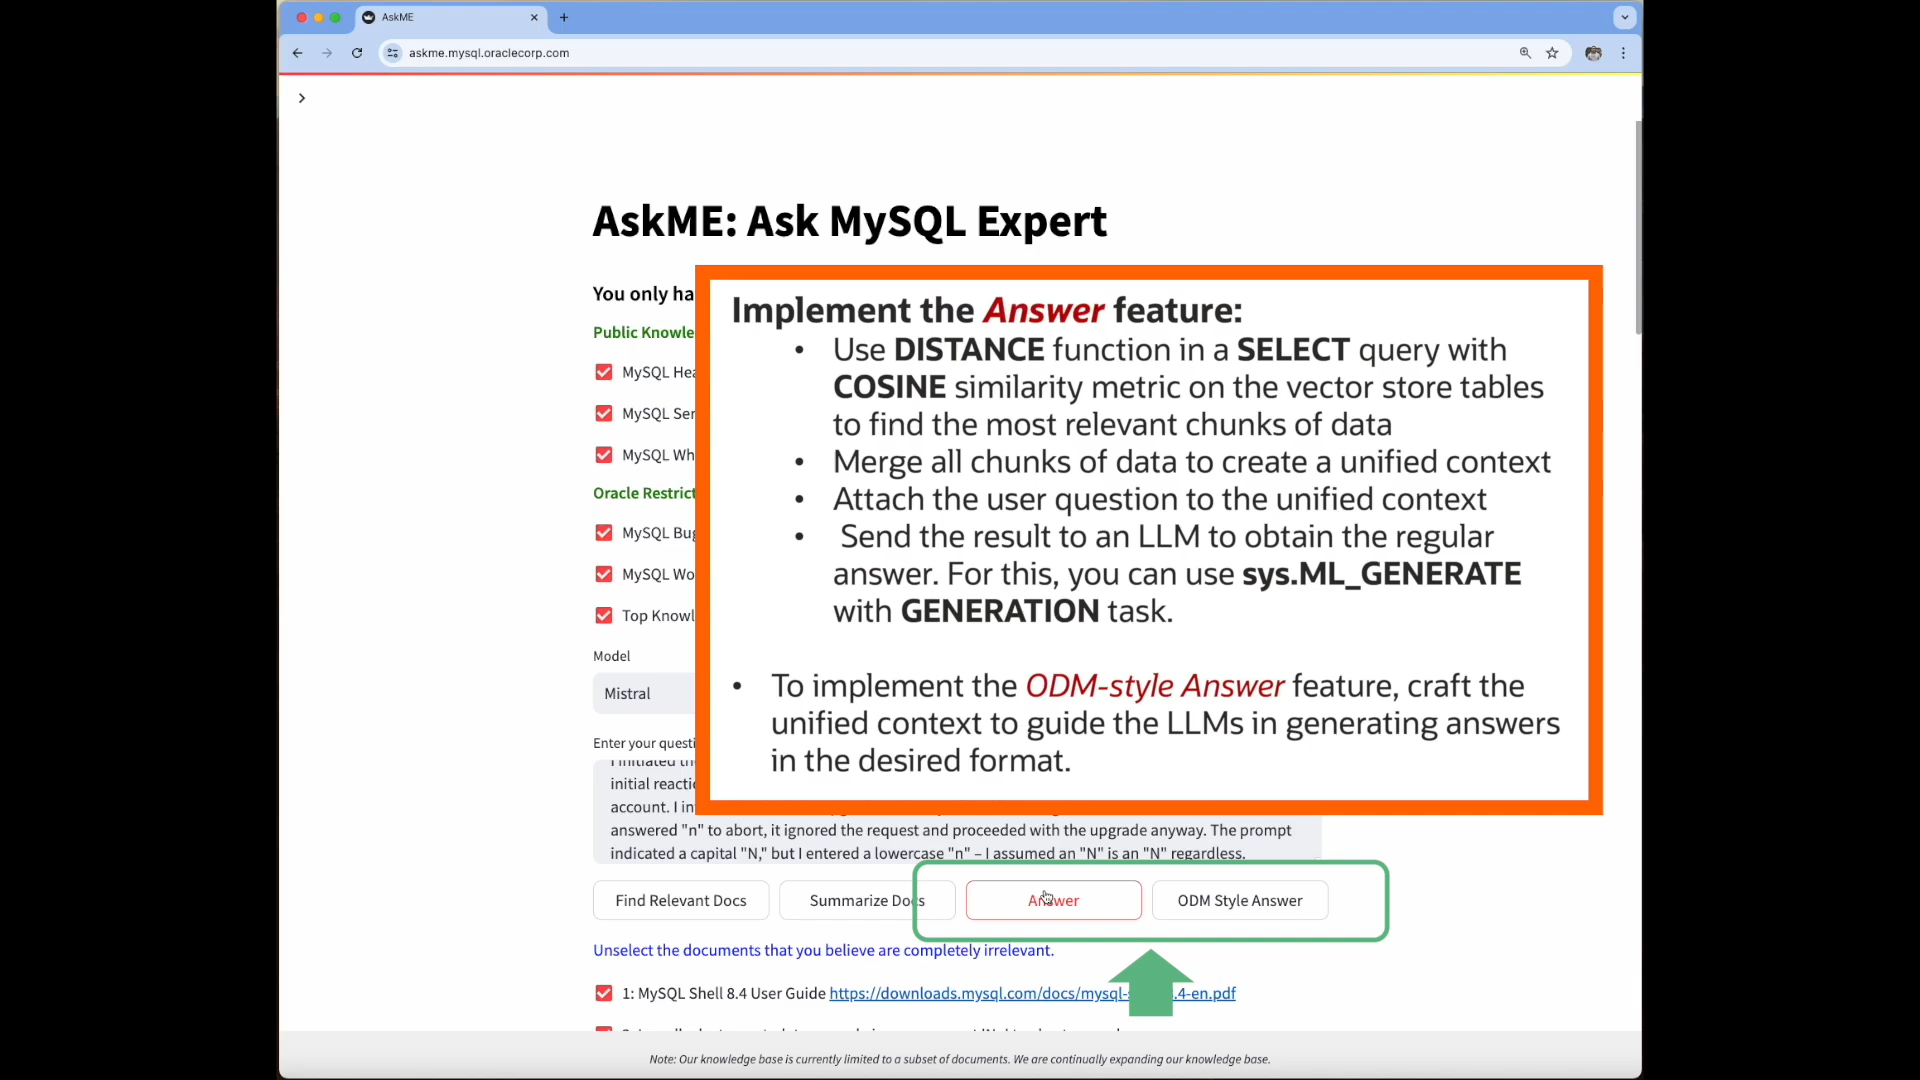 AskME
askme.mysql.oraclecorp.com
AskME: Ask MySQL Expert
You only ha
Public Knowle
MySQL Hea
MySQL Ser
MySQL Wh
Oracle Restrict
MySQL Bug
MySQL Wo
Top Knowl
Model
Mistral
Enter your questi
Implement the Answer feature:
• Use DISTANCE function in a SELECT query with
COSINE similarity metric on the vector store tables
to find the most relevant chunks of data
• Merge all chunks of data to create a unified context
• Attach the user question to the unified context
• Send the result to an LLM to obtain the regular
answer. For this, you can use sys.ML_GENERATE
with GENERATION task.
• To implement the ODM-style Answer feature, craft the
unified context to guide the LLMs in generating answers
in the desired format.
I initiated th
initial reactio
account. I in
answered "n" to abort, it ignored the request and proceeded with the upgrade anyway. The prompt
indicated a capital "N," but I entered a lowercase "n" – I assumed an "N" is an "N" regardless.
Find Relevant Docs
Summarize Docs
Answer
ODM Style Answer
Unselect the documents that you believe are completely irrelevant.
1: MySQL Shell 8.4 User Guide https://downloads.mysql.com/docs/mysql-s .4-en.pdf
Note: Our knowledge base is currently limited to a subset of documents. We are continually expanding our knowledge base.